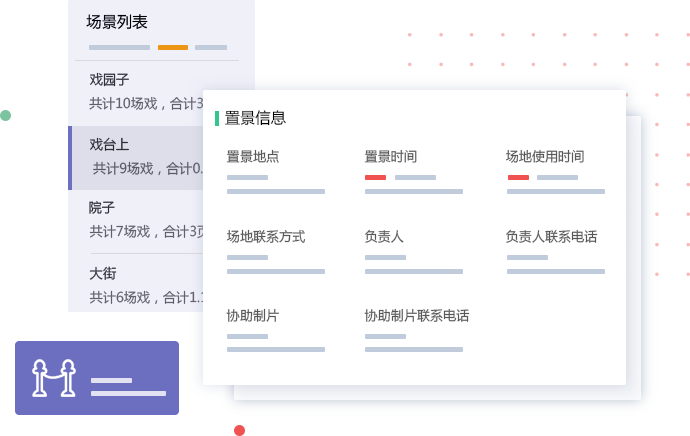 场景列表
戏园子
共计10场戏，合计3
戏台上
共计9场戏，合计0.
院子
共计7场戏，合计3
大街
共计6场戏，合计1.
置景信息
置景地点
置景时间
场地使用时间
场地联系方式
负责人
负责人联系电话
协助制片
协助制片联系电话